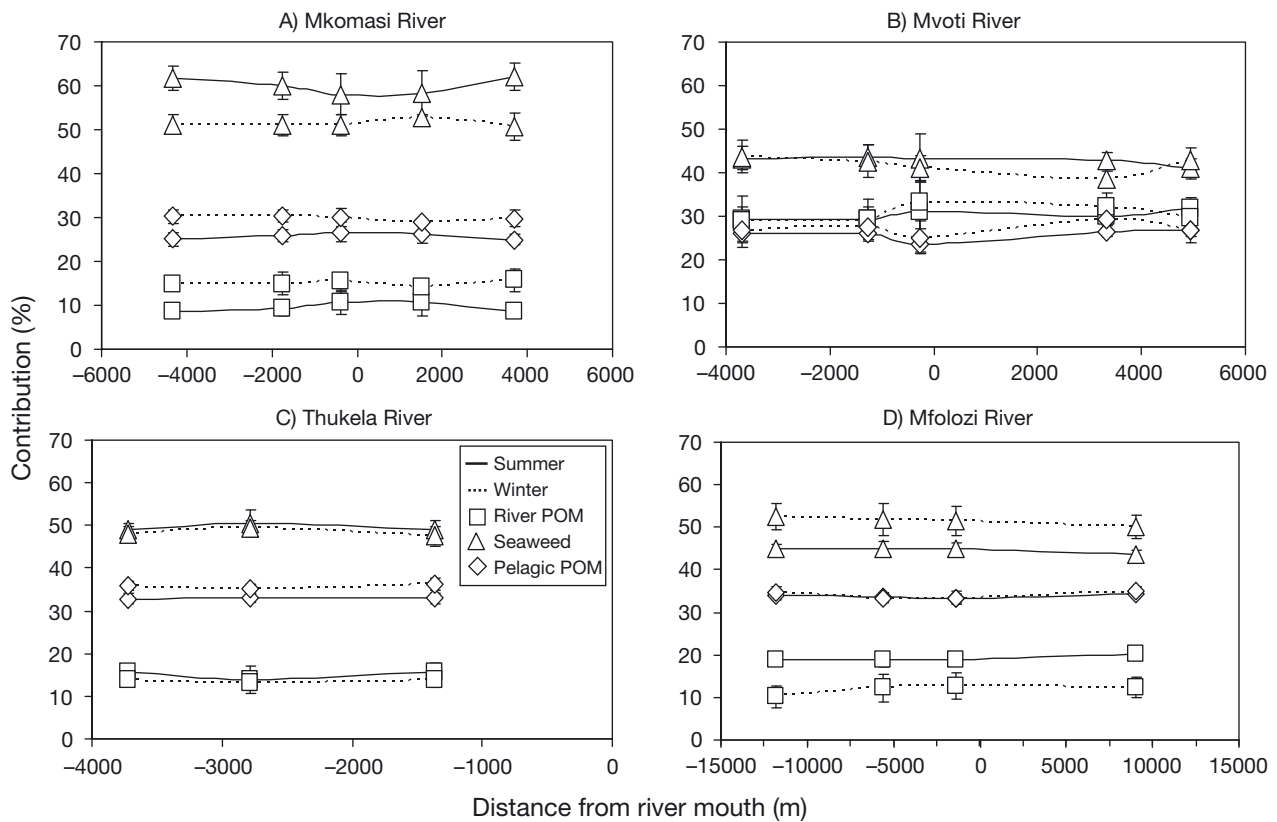 A) Mkomasi River
B) Mvoti River
70
60
50
40
30
20
10
0
–6000 –4000 –2000 0 2000 4000 6000
70
60
50
40
30
20
10
0
–4000 –2000 0 2000 4000 6000
Contribution (%)
C) Thukela River
D) Mfolozi River
70
60
50
40
30
20
10
0
–4000 –3000 –2000 –1000 0
Summer
Winter
River POM
Seaweed
Pelagic POM
70
60
50
40
30
20
10
0
–15000 –10000 –5000 0 5000 10000 15000
Distance from river mouth (m)